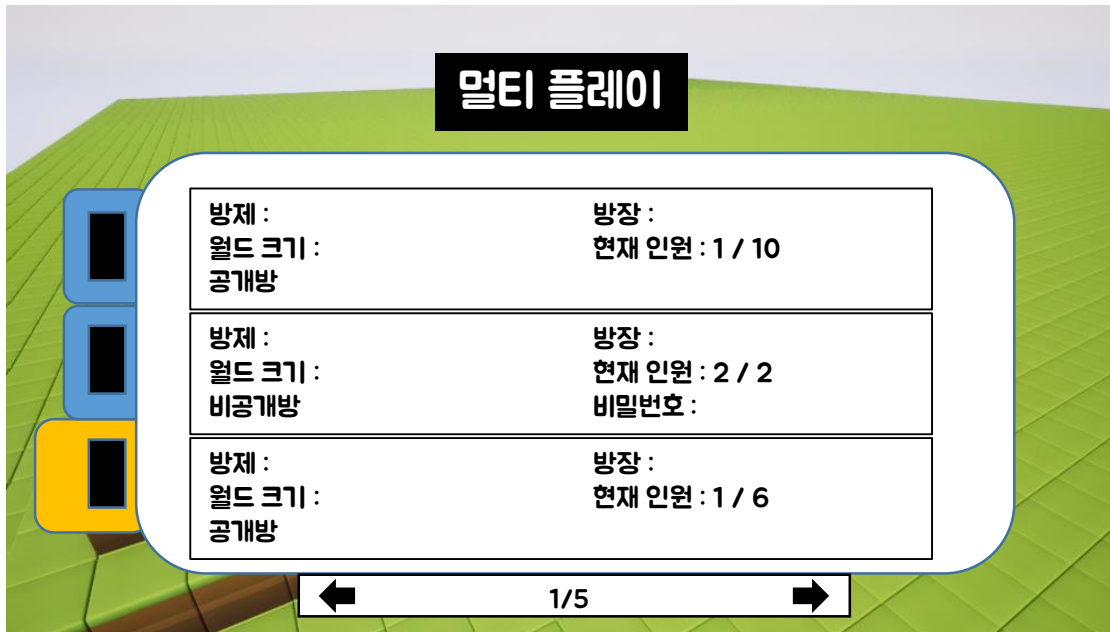 멀티 플레이
방제 : 방장 :
월드 크기 : 현재 인원 : 1 / 10
공개방
방제 : 방장 :
월드 크기 : 현재 인원 : 2 / 2
비공개방 비밀번호 :
방제 : 방장 :
월드 크기 : 현재 인원 : 1 / 6
공개방
1/5